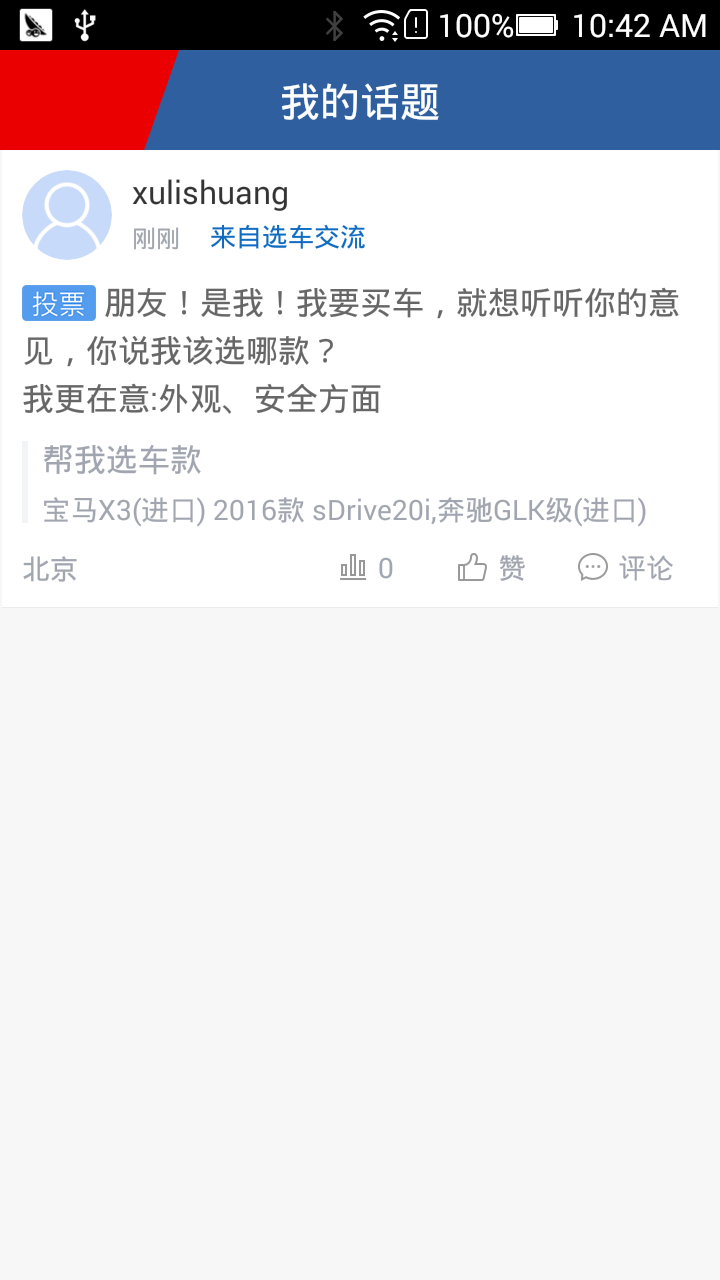 100% 10:42 AM
我的话题
xulishuang
刚刚 来自选车交流
投票 朋友！是我！我要买车，就想听听你的意
见，你说我该选哪款？
我更在意:外观、安全方面
帮我选车款
宝马X3(进口) 2016款 sDrive20i,奔驰GLK级(进口)
北京 0 赞 评论